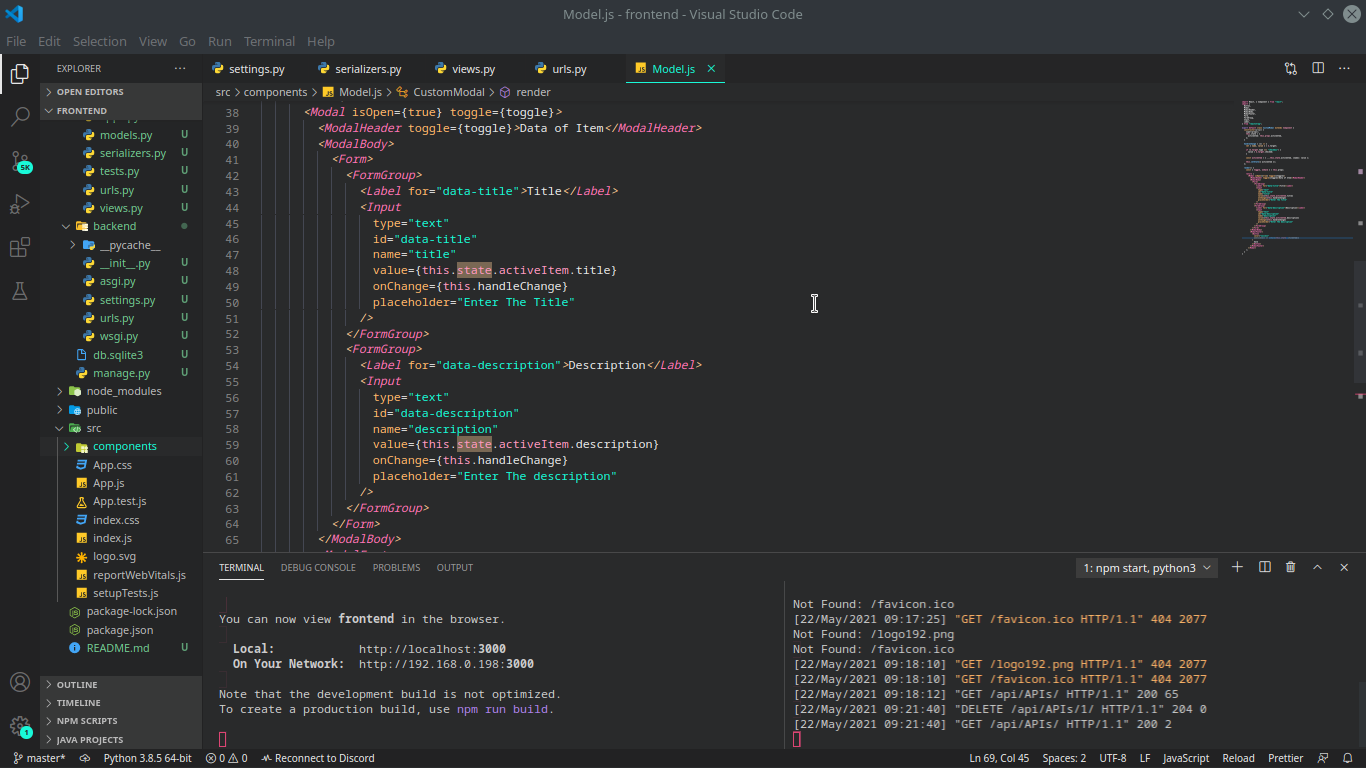 Model.js - frontend - Visual Studio Code
File Edit Selection View Go Run Terminal Help
EXPLORER ···
settings.py serializers.py views.py urls.py JS Model.js
OPEN EDITORS
FRONTEND
src > components > JS Model.js > CustomModal > render
models.py U
serializers.py U
tests.py U
urls.py U
views.py U
backend
__pycache__
__init__.py U
asgi.py U
settings.py U
urls.py U
wsgi.py U
db.sqlite3 U
manage.py U
node_modules
public
src
components
App.css
JS App.js
App.test.js
index.css
JS index.js
logo.svg
JS reportWebVitals.js
JS setupTests.js
package-lock.json
package.json
README.md
OUTLINE
TIMELINE
NPM SCRIPTS
JAVA PROJECTS
5K
1
38 <Modal isOpen={true} toggle={toggle}>
39 <ModalHeader toggle={toggle}>Data of Item</ModalHeader>
40 <ModalBody>
41 <Form>
42 <FormGroup>
43 <Label for="data-title">Title</Label>
44 <Input
45 type="text"
46 id="data-title"
47 name="title"
48 value={this.state.activeItem.title}
49 onChange={this.handleChange}
50 placeholder="Enter The Title"
51 />
52 </FormGroup>
53 <FormGroup>
54 <Label for="data-description">Description</Label>
55 <Input
56 type="text"
57 id="data-description"
58 name="description"
59 value={this.state.activeItem.description}
60 onChange={this.handleChange}
61 placeholder="Enter The description"
62 />
63 </FormGroup>
64 </Form>
65 </ModalBody>
TERMINAL DEBUG CONSOLE PROBLEMS OUTPUT 1: npm start, python3
You can now view frontend in the browser.
Local: http://localhost:3000
On Your Network: http://192.168.0.198:3000
Note that the development build is not optimized.
To create a production build, use npm run build.
Not Found: /favicon.ico
[22/May/2021 09:17:25] "GET /favicon.ico HTTP/1.1" 404 2077
Not Found: /logo192.png
Not Found: /favicon.ico
[22/May/2021 09:18:10] "GET /logo192.png HTTP/1.1" 404 2077
[22/May/2021 09:18:10] "GET /favicon.ico HTTP/1.1" 404 2077
[22/May/2021 09:18:12] "GET /api/APIs/ HTTP/1.1" 200 65
[22/May/2021 09:21:40] "DELETE /api/APIs/1/ HTTP/1.1" 204 0
[22/May/2021 09:21:40] "GET /api/APIs/ HTTP/1.1" 200 2
master* Python 3.8.5 64-bit 0 0 Reconnect to Discord Ln 69, Col 45 Spaces: 2 UTF-8 LF JavaScript Reload Prettier